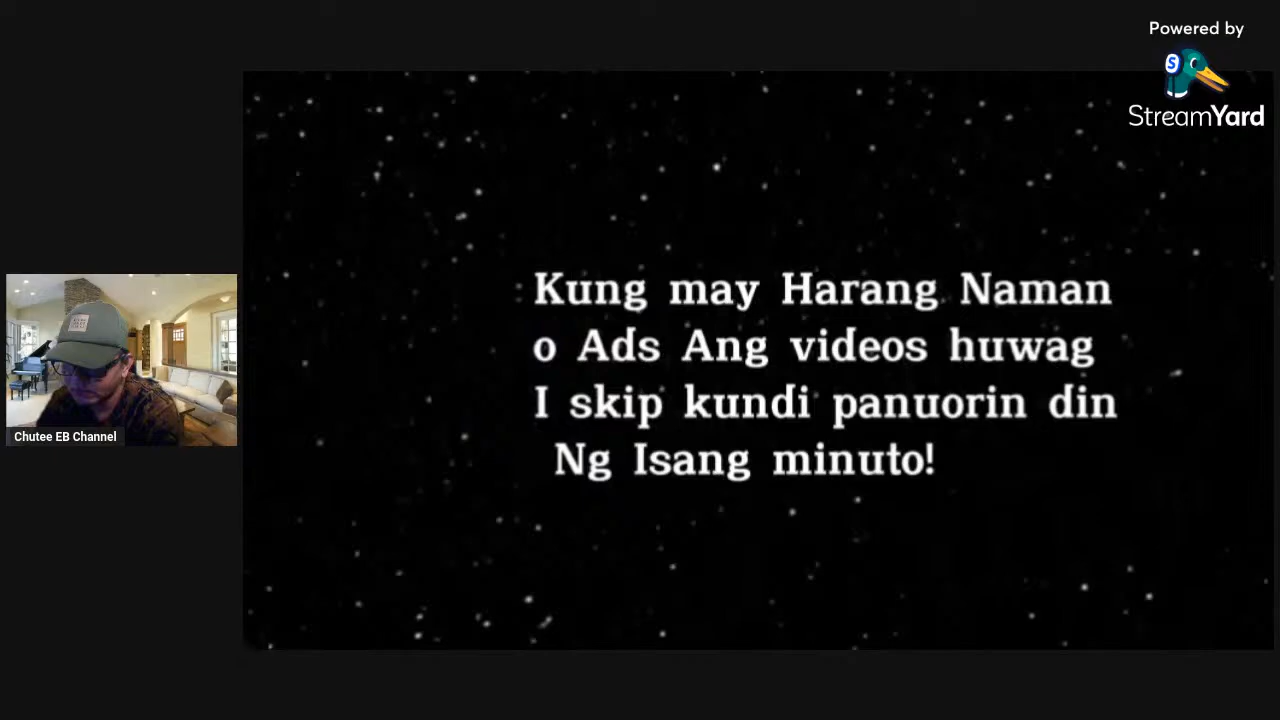 Powered by
S
StreamYard
Kung may Harang Naman
o Ads Ang videos huwag
I skip kundi panuorin din
Ng Isang minuto!
Chutee EB Channel